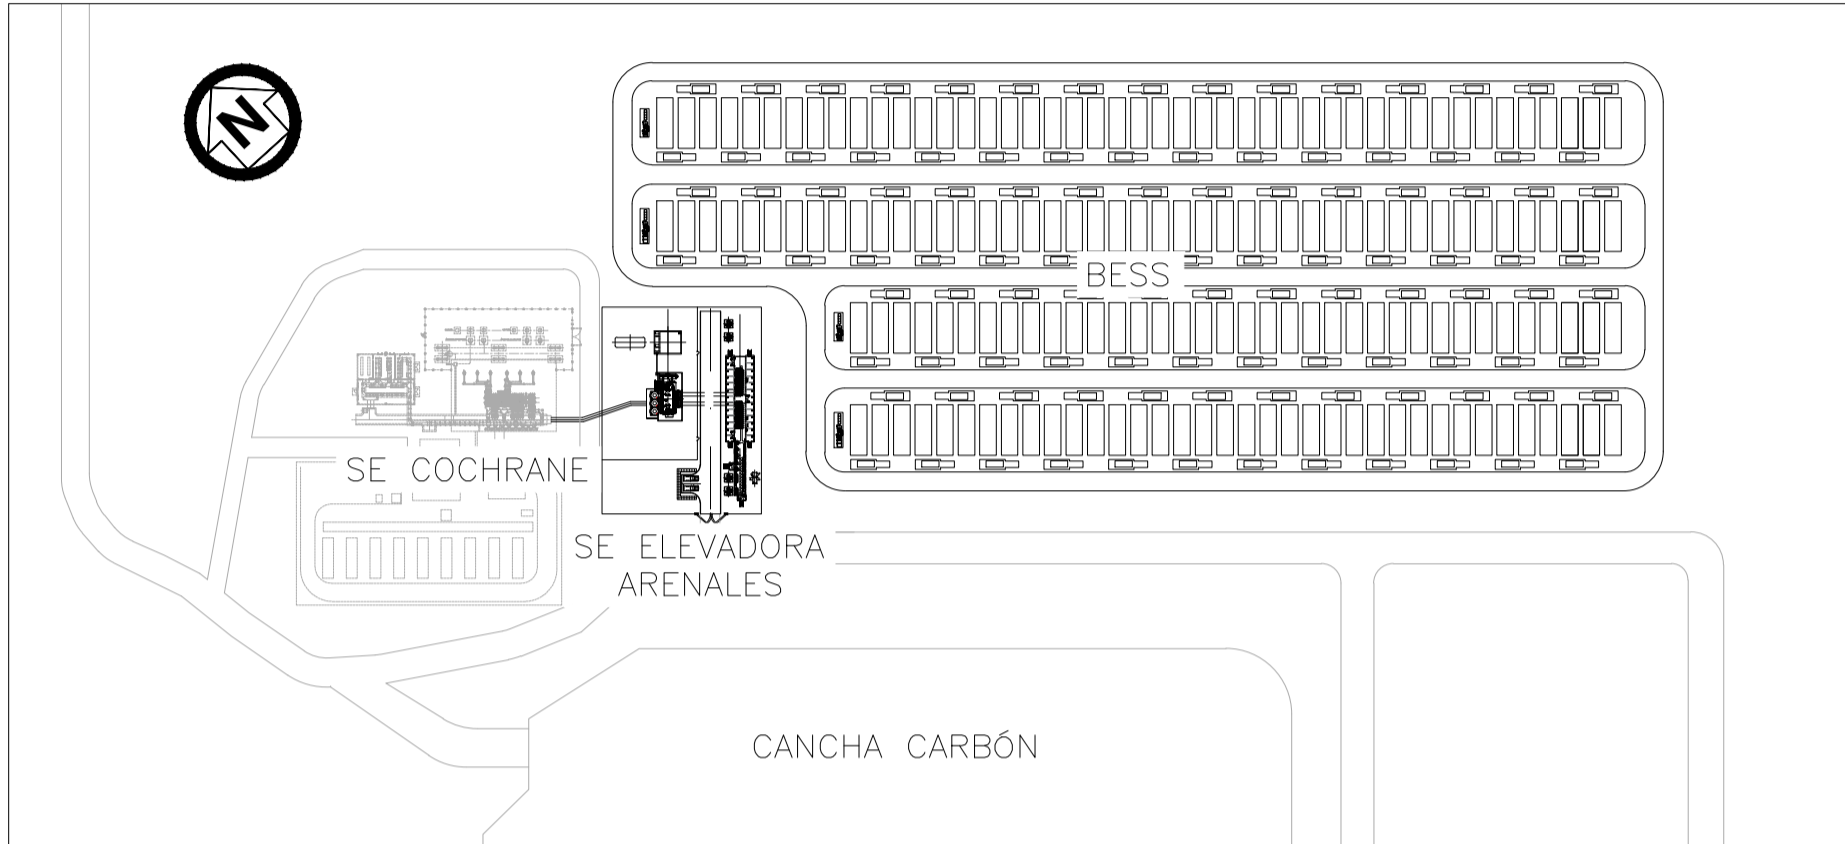 N
BESS
SE COCHRANE
SE ELEVADORA
ARENALES
CANCHA CARBÓN